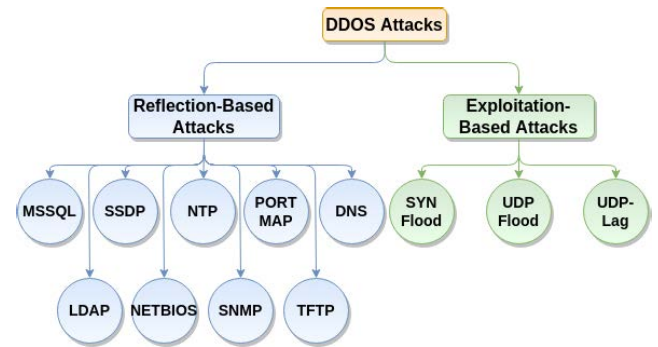 DDOS Attacks
Reflection-Based
Attacks
Exploitation-
Based Attacks
MSSQL
SSDP
NTP
PORT
MAP
DNS
SYN
Flood
UDP
Flood
UDP-
Lag
LDAP
NETBIOS
SNMP
TFTP